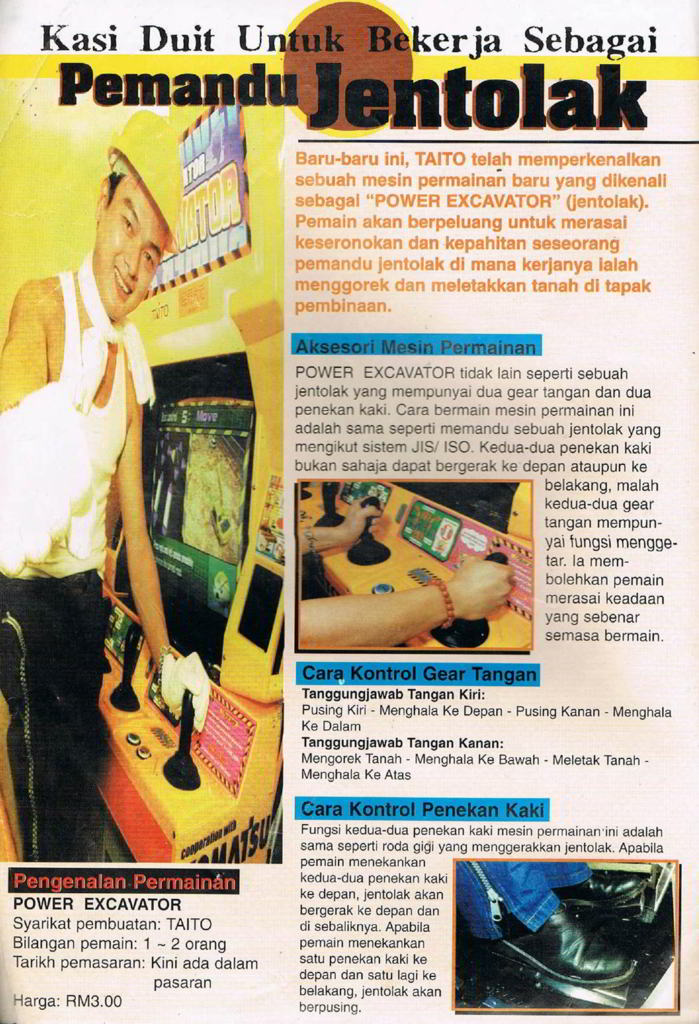 Kasi Duit Untuk Bekerja Sebagai
Pemandu Jentolak
Baru-baru ini, TAITO telah memperkenalkan
sebuah mesin permainan baru yang dikenali
sebagai “POWER EXCAVATOR” (jentolak).
Pemain akan berpeluang untuk merasai
keseronokan dan kepahitan seseorang
pemandu jentolak di mana kerjanya ialah
menggorek dan meletakkan tanah di tapak
pembinaan.
Aksesori Mesin Permainan
POWER EXCAVATOR tidak lain seperti sebuah
jentolak yang mempunyai dua gear tangan dan dua
penekan kaki. Cara bermain mesin permainan ini
adalah sama seperti memandu sebuah jentolak yang
mengikut sistem JIS/ ISO. Kedua-dua penekan kaki
bukan sahaja dapat bergerak ke depan ataupun ke
belakang, malah
kedua-dua gear
tangan mempun-
yai fungsi mengge-
tar. Ia mem-
bolehkan pemain
merasai keadaan
yang sebenar
semasa bermain.
Cara Kontrol Gear Tangan
Tanggungjawab Tangan Kiri:
Pusing Kiri - Menghala Ke Depan - Pusing Kanan - Menghala
Ke Dalam
Tanggungjawab Tangan Kanan:
Mengorek Tanah - Menghala Ke Bawah - Meletak Tanah -
Menghala Ke Atas
Cara Kontrol Penekan Kaki
Fungsi kedua-dua penekan kaki mesin permainan ini adalah
sama seperti roda gigi yang menggerakkan jentolak. Apabila
pemain menekankan
kedua-dua penekan kaki
ke depan, jentolak akan
bergerak ke depan dan
di sebaliknya. Apabila
pemain menekankan
satu penekan kaki ke
depan dan satu lagi ke
belakang, jentolak akan
berpusing.
ATOR
VATOR
TAITO
5: Move
cooperation with
OMATSU
Pengenalan Permainan
POWER EXCAVATOR
Syarikat pembuatan: TAITO
Bilangan pemain: 1 ~ 2 orang
Tarikh pemasaran: Kini ada dalam
pasaran
Harga: RM3.00